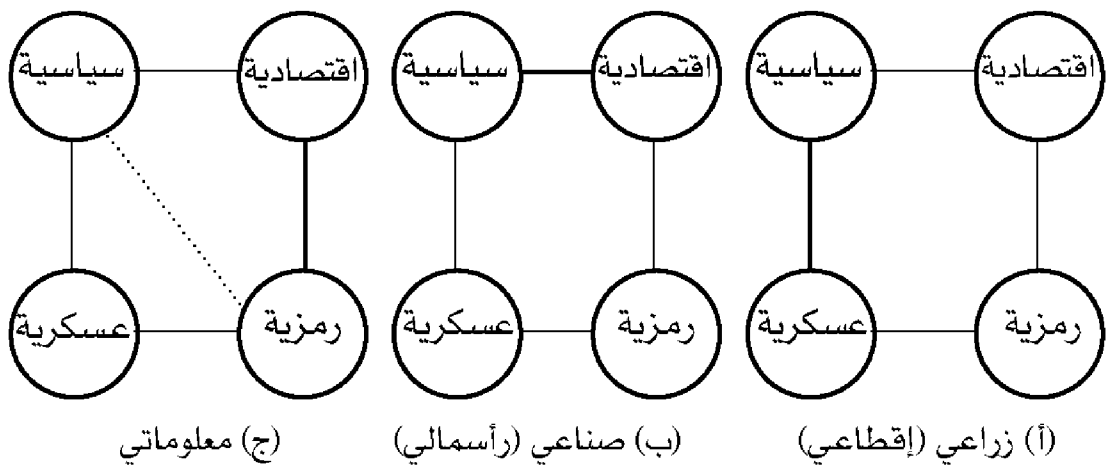 اقتصادية سياسية
رمزية عسكرية
(أ) زراعي (إقطاعي)
اقتصادية سياسية
رمزية عسكرية
(ب) صناعي (رأسمالي)
اقتصادية سياسية
رمزية عسكرية
(ج) معلوماتي